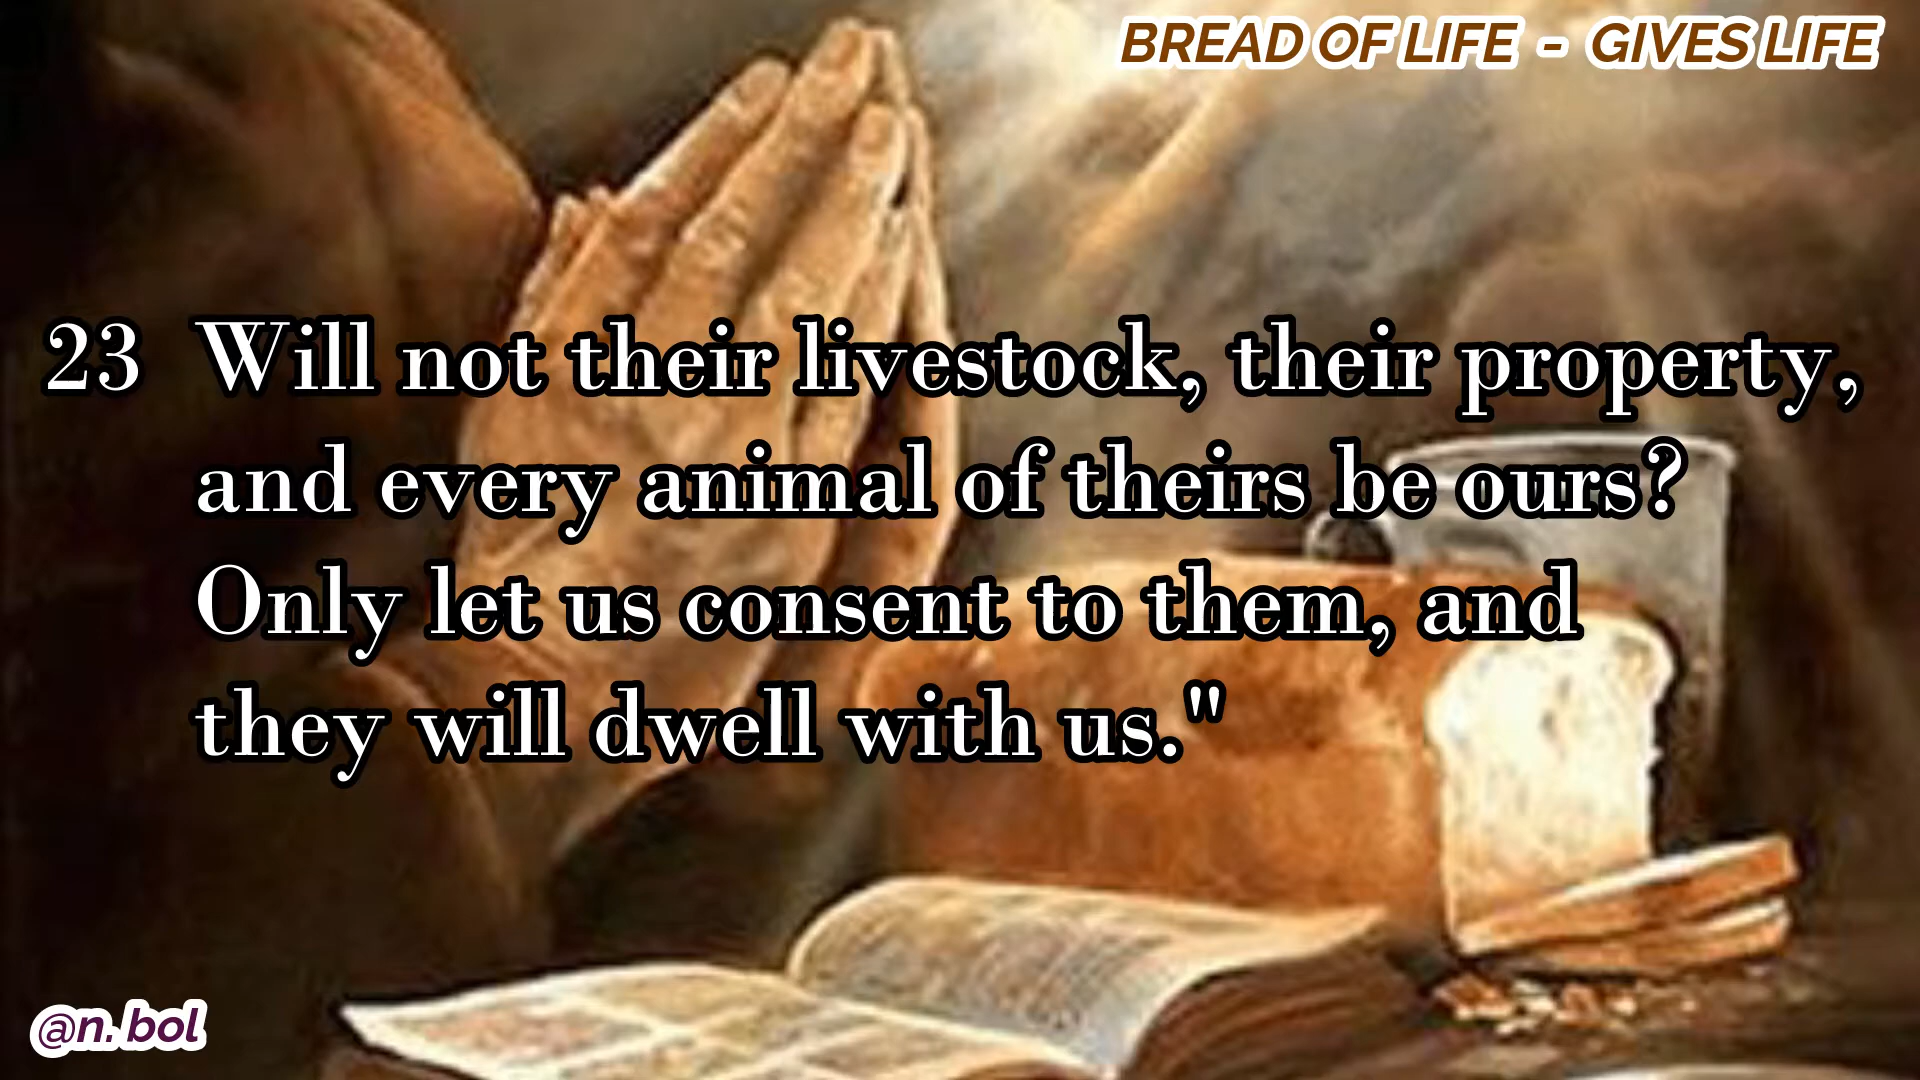 BREAD OF LIFE - GIVES LIFE
23 Will not their livestock, their property,
and every animal of theirs be ours?
Only let us consent to them, and
they will dwell with us."
@n. bol